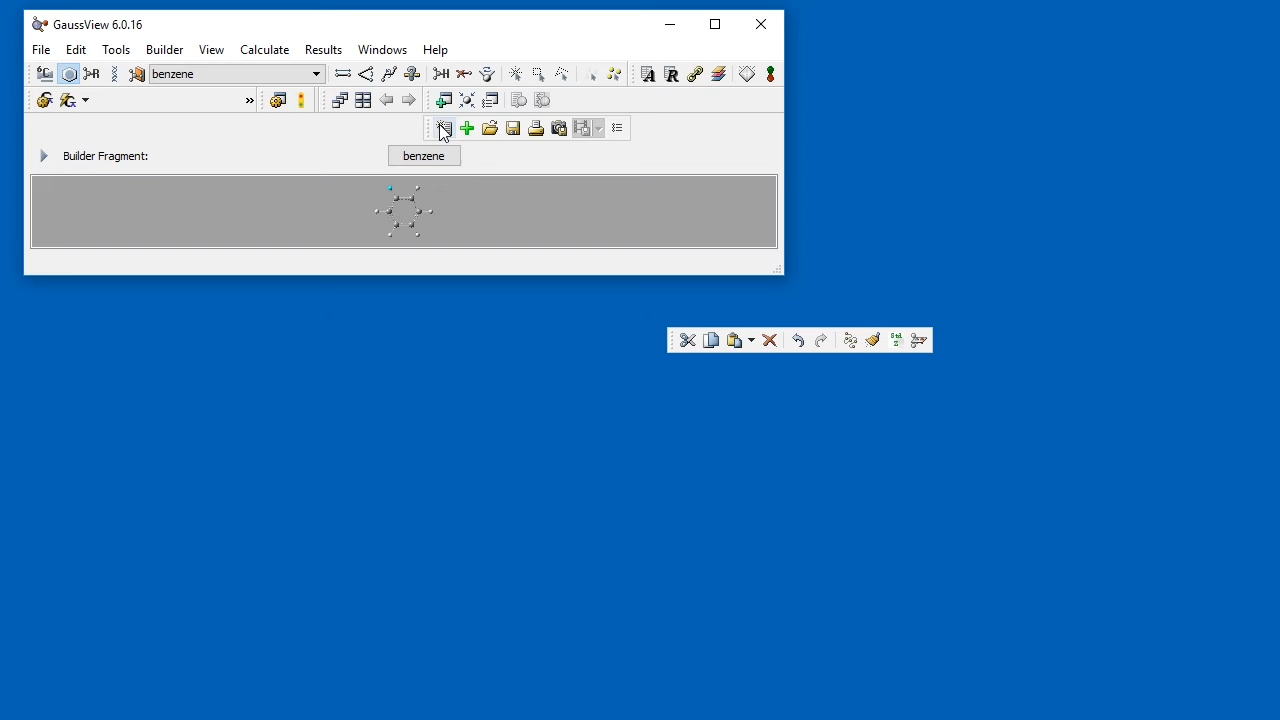 GaussView 6.0.16
File Edit Tools Builder View Calculate Results Windows Help
benzene
Builder Fragment: benzene